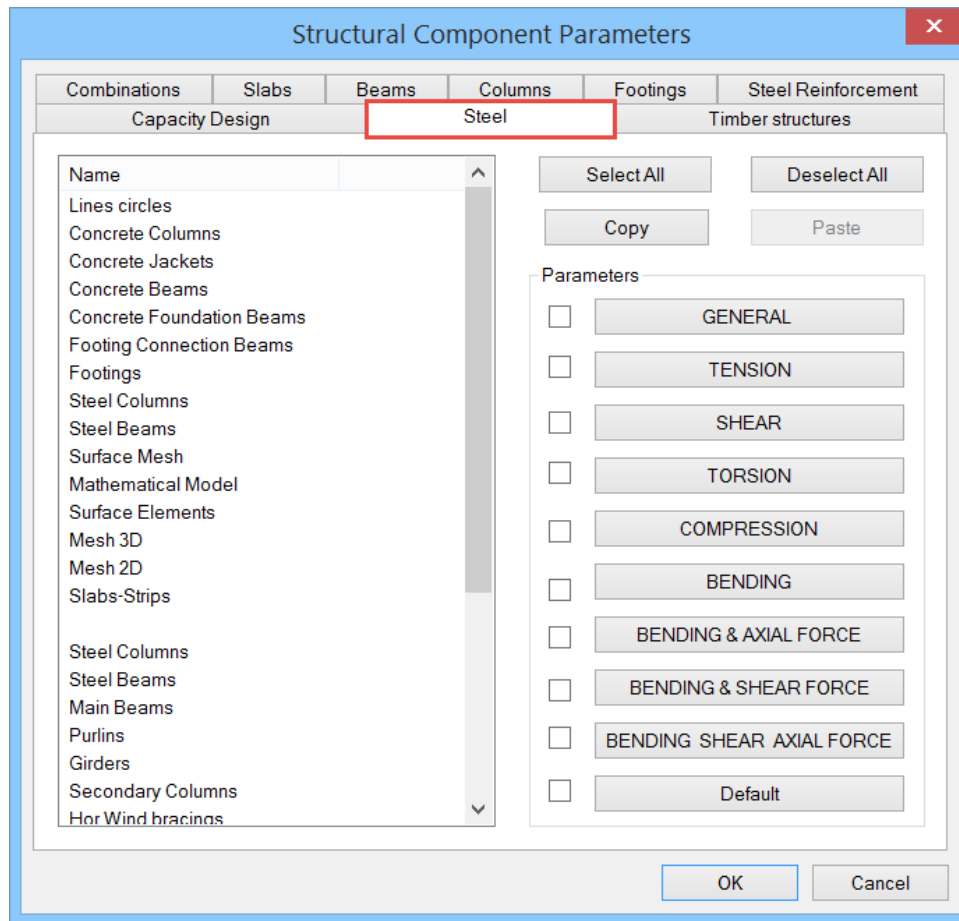 Structural Component Parameters
Combinations Slabs Beams Columns Footings Steel Reinforcement
Capacity Design Steel Timber structures
Name
Lines circles
Concrete Columns
Concrete Jackets
Concrete Beams
Concrete Foundation Beams
Footing Connection Beams
Footings
Steel Columns
Steel Beams
Surface Mesh
Mathematical Model
Surface Elements
Mesh 3D
Mesh 2D
Slabs-Strips
Steel Columns
Steel Beams
Main Beams
Purlins
Girders
Secondary Columns
Hor Wind bracings
Select All Deselect All
Copy Paste
Parameters
GENERAL
TENSION
SHEAR
TORSION
COMPRESSION
BENDING
BENDING & AXIAL FORCE
BENDING & SHEAR FORCE
BENDING SHEAR AXIAL FORCE
Default
OK Cancel